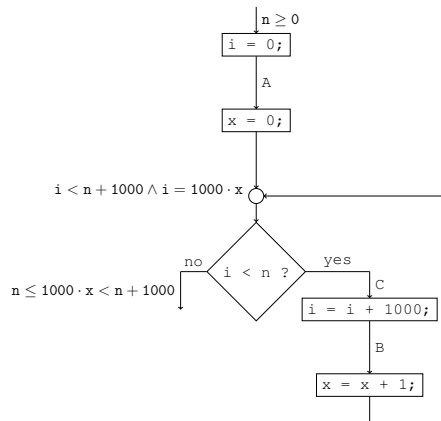 n ≥ 0
i = 0;
A
x = 0;
i < n + 1000 ∧ i = 1000 · x
i < n ?
no
yes
n ≤ 1000 · x < n + 1000
C
i = i + 1000;
B
x = x + 1;